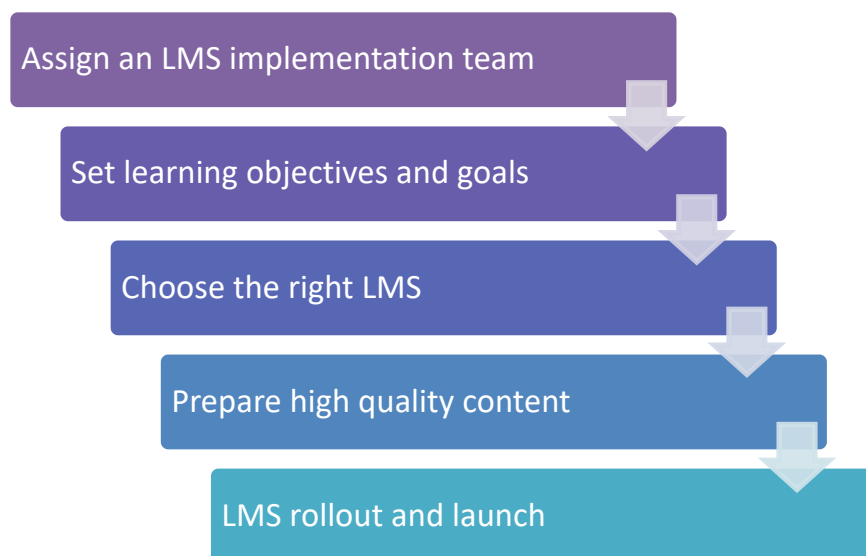 Assign an LMS implementation team
Set learning objectives and goals
Choose the right LMS
Prepare high quality content
LMS rollout and launch